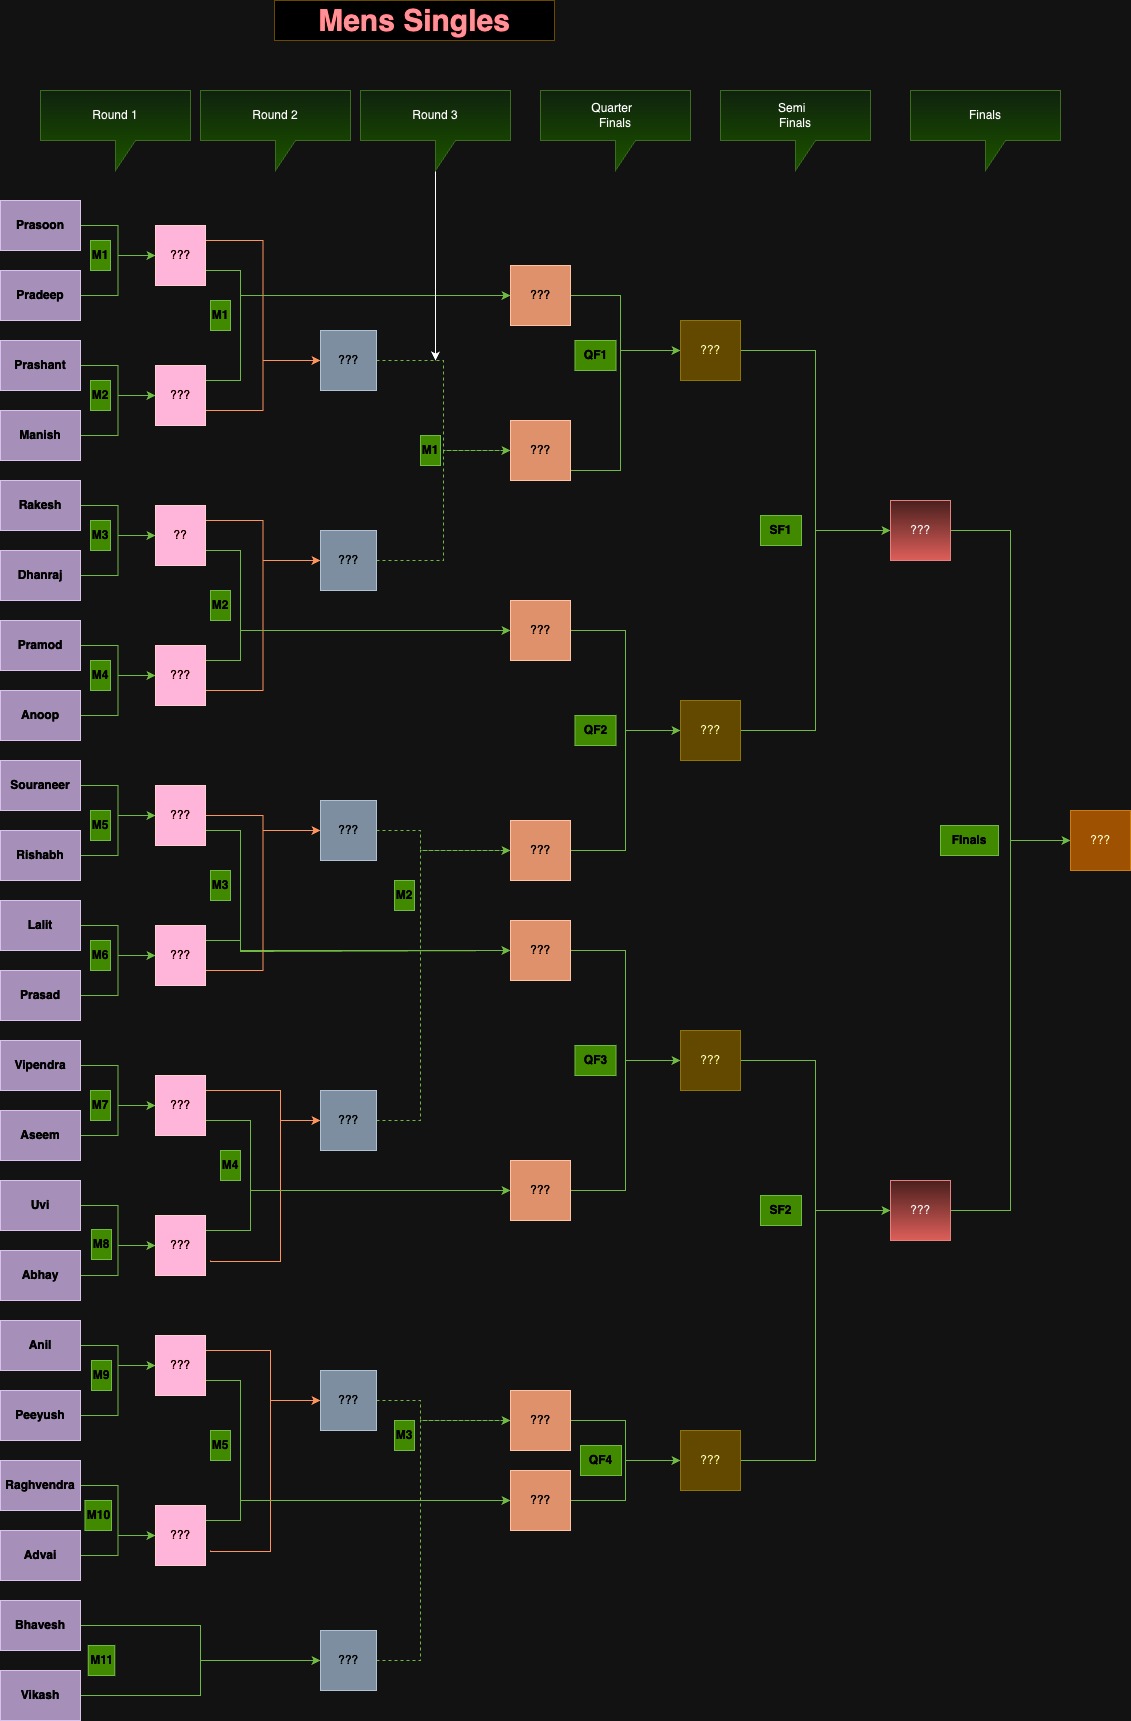 Mens Singles
Round 1
Round 2
Round 3
Quarter
Finals
Semi
Finals
Finals
Prasoon
M1
???
Pradeep
M1
???
Prashant
???
QF1
???
M2
???
Manish
M1
???
Rakesh
M3
??
SF1
???
Dhanraj
???
M2
Pramod
???
M4
???
Anoop
QF2
???
Souraneer
M5
???
???
Rishabh
???
FInals
???
M3
M2
Lalit
M6
???
???
Prasad
Vipendra
QF3
???
M7
???
Aseem
???
M4
Uvi
???
SF2
???
M8
???
Abhay
Anil
M9
???
Peeyush
???
M3
???
M5
QF4
???
Raghvendra
M10
???
???
Advai
Bhavesh
M11
???
Vikash